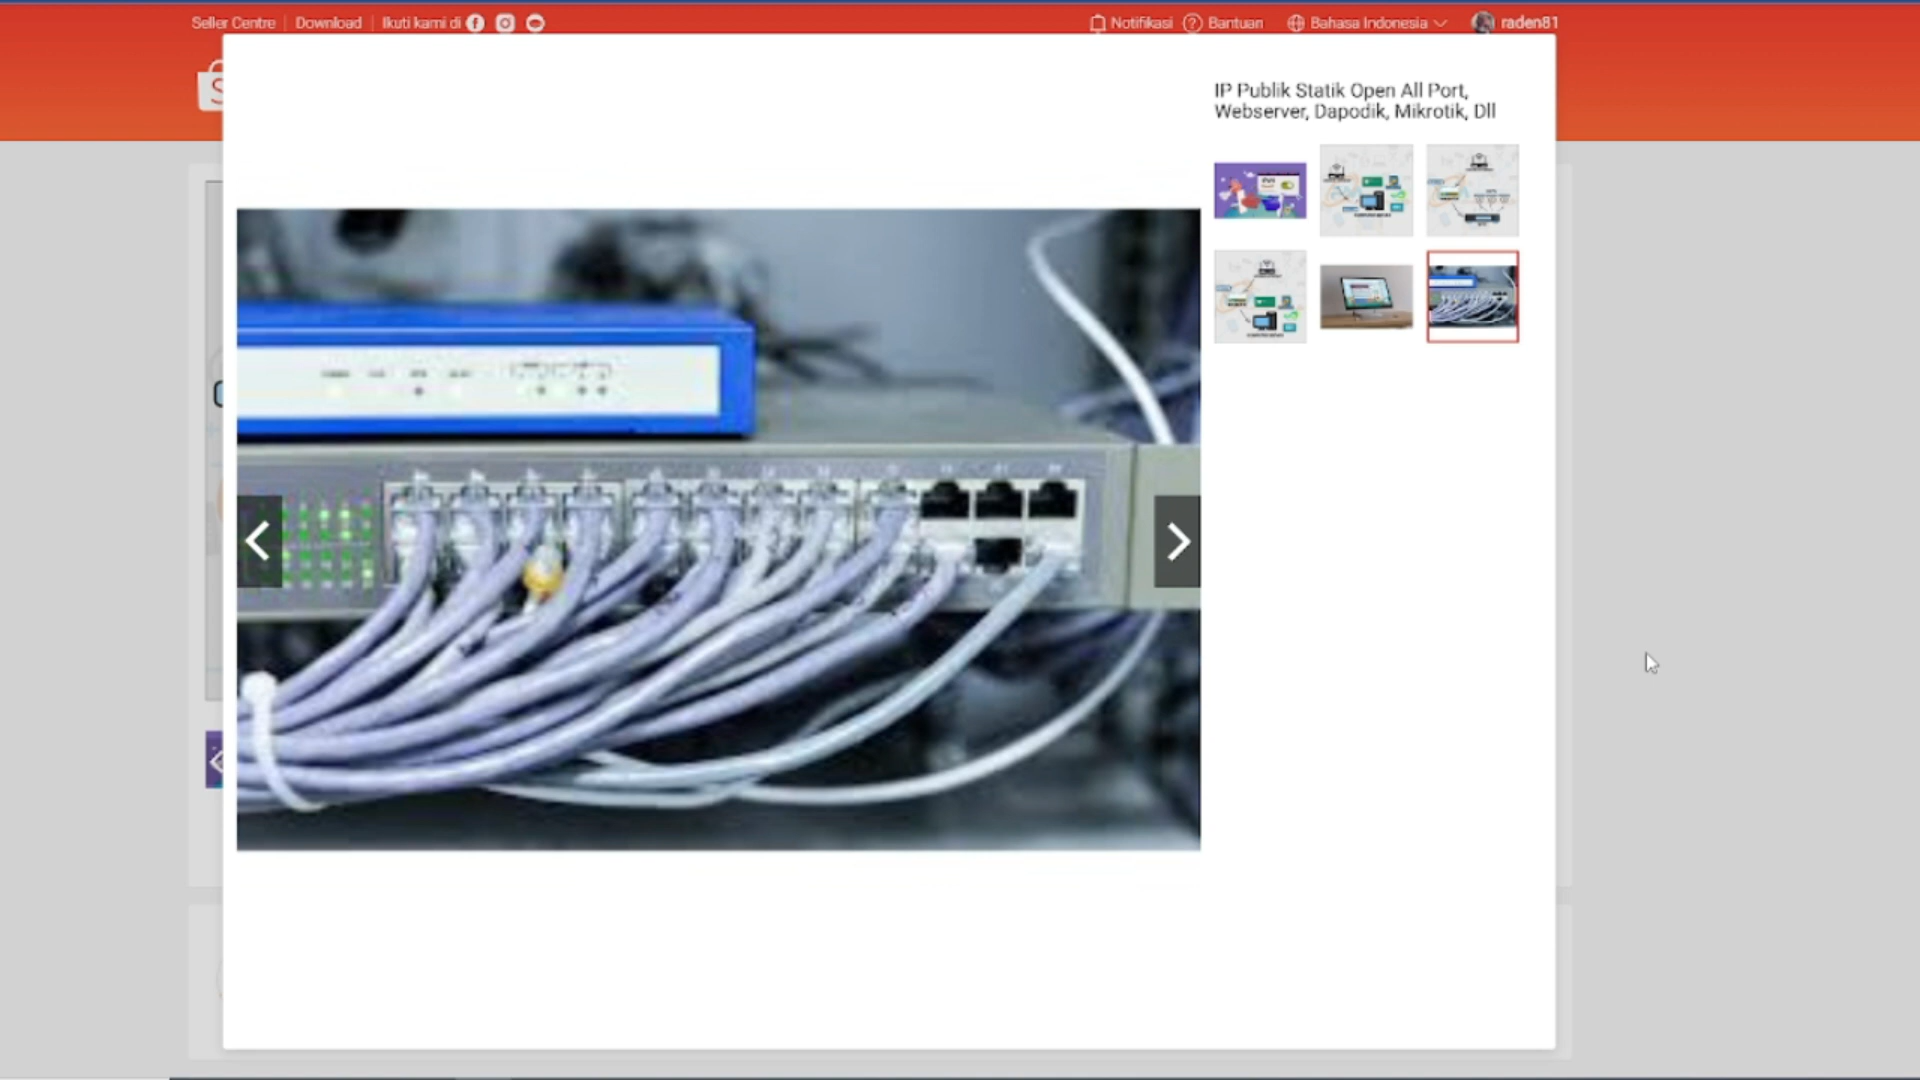 Seller Centre
Download
Ikuti kami di
Notifikasi
Bantuan
Bahasa Indonesia
raden81
S
IP Publik Statik Open All Port,
Webserver, Dapodik, Mikrotik, Dll